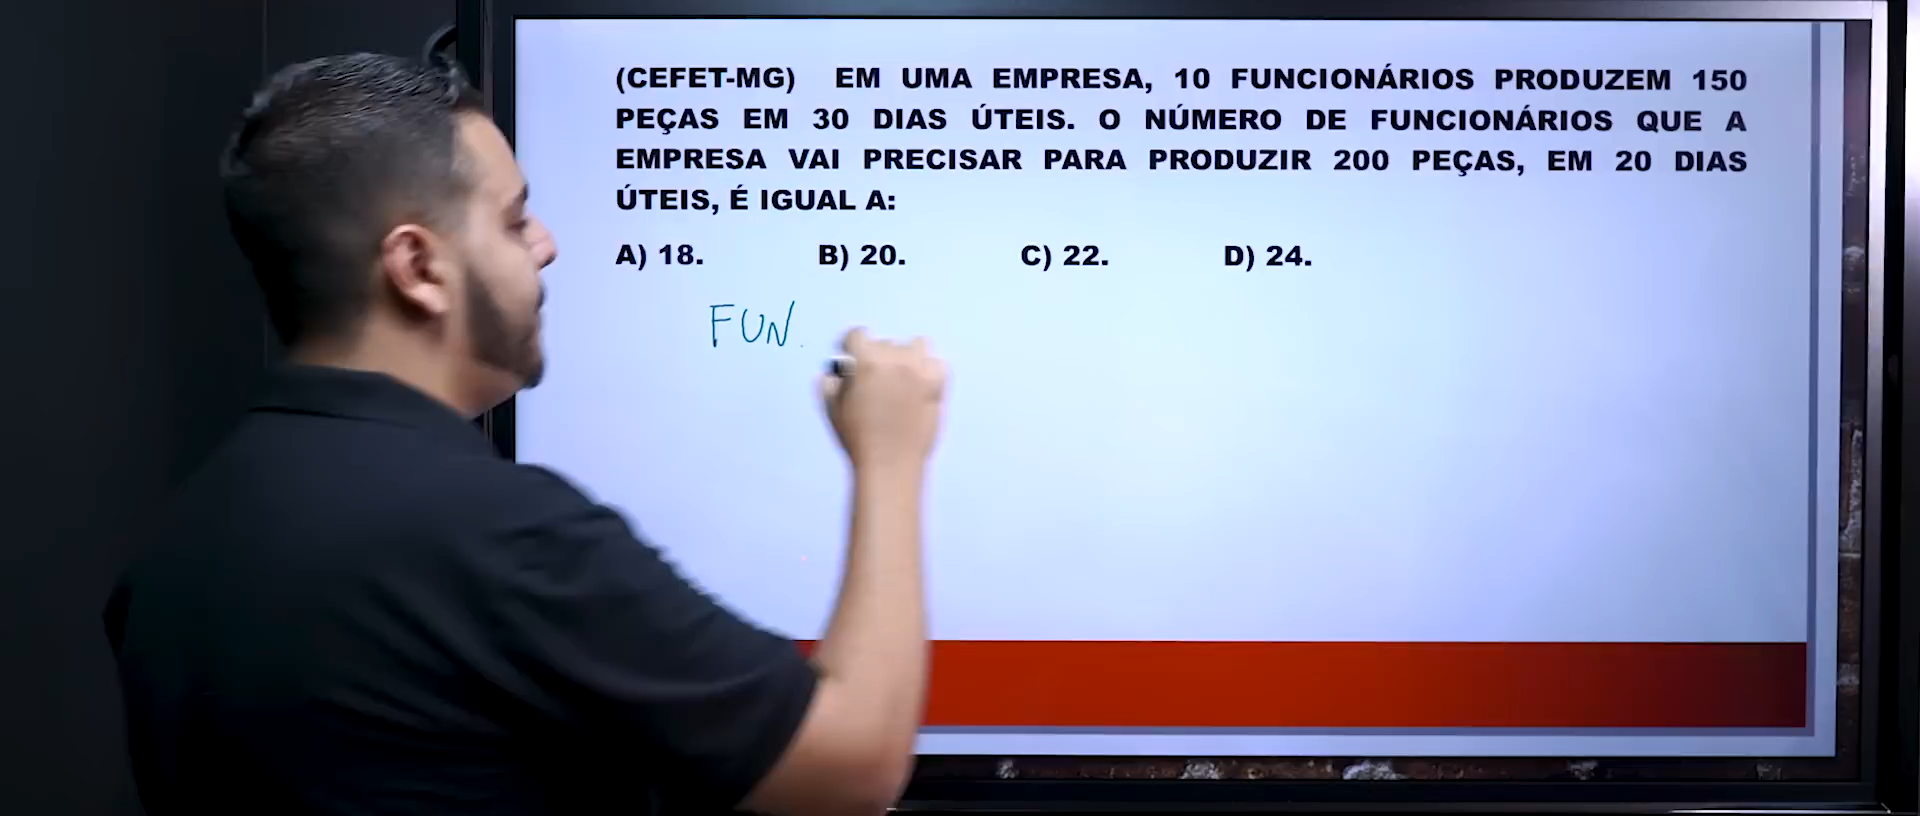 (CEFET-MG) EM UMA EMPRESA, 10 FUNCIONÁRIOS PRODUZEM 150
PEÇAS EM 30 DIAS ÚTEIS. O NÚMERO DE FUNCIONÁRIOS QUE A
EMPRESA VAI PRECISAR PARA PRODUZIR 200 PEÇAS, EM 20 DIAS
ÚTEIS, É IGUAL A:
A) 18. B) 20. C) 22. D) 24.
FUN.